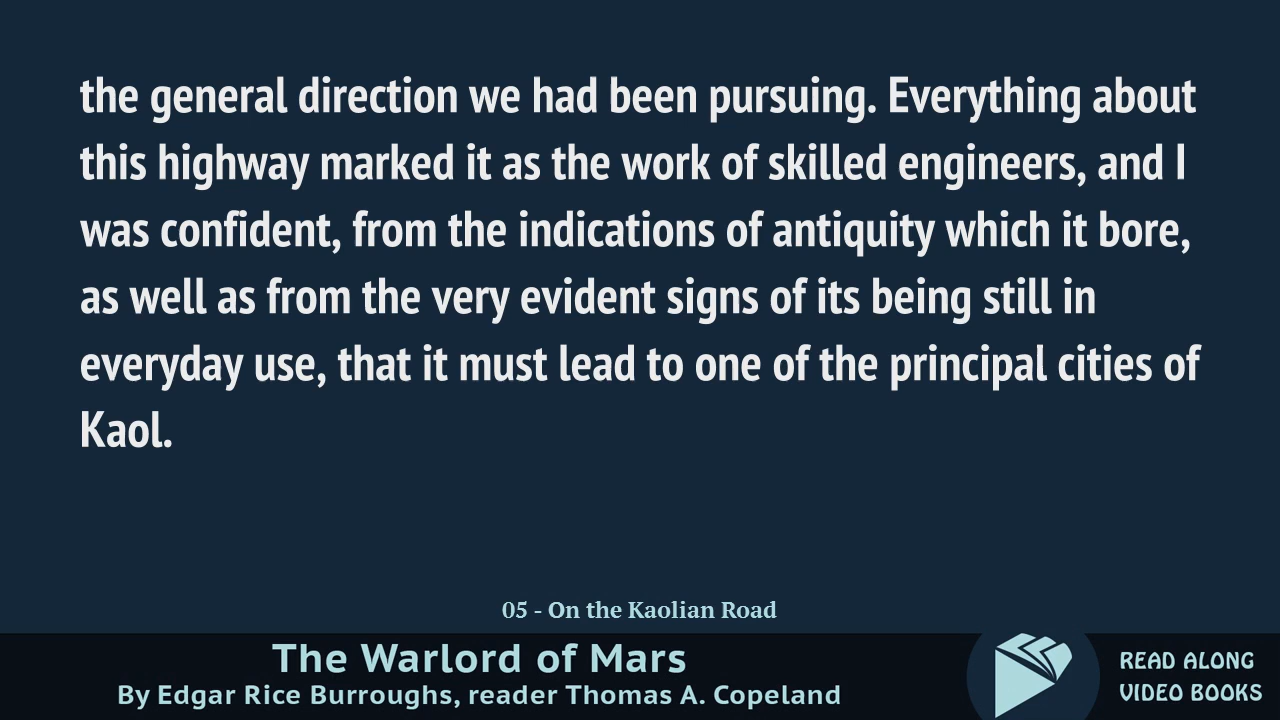 the general direction we had been pursuing. Everything about
this highway marked it as the work of skilled engineers, and I
was confident, from the indications of antiquity which it bore,
as well as from the very evident signs of its being still in
everyday use, that it must lead to one of the principal cities of
Kaol.
05 - On the Kaolian Road
The Warlord of Mars
By Edgar Rice Burroughs, reader Thomas A. Copeland
READ ALONG
VIDEO BOOKS